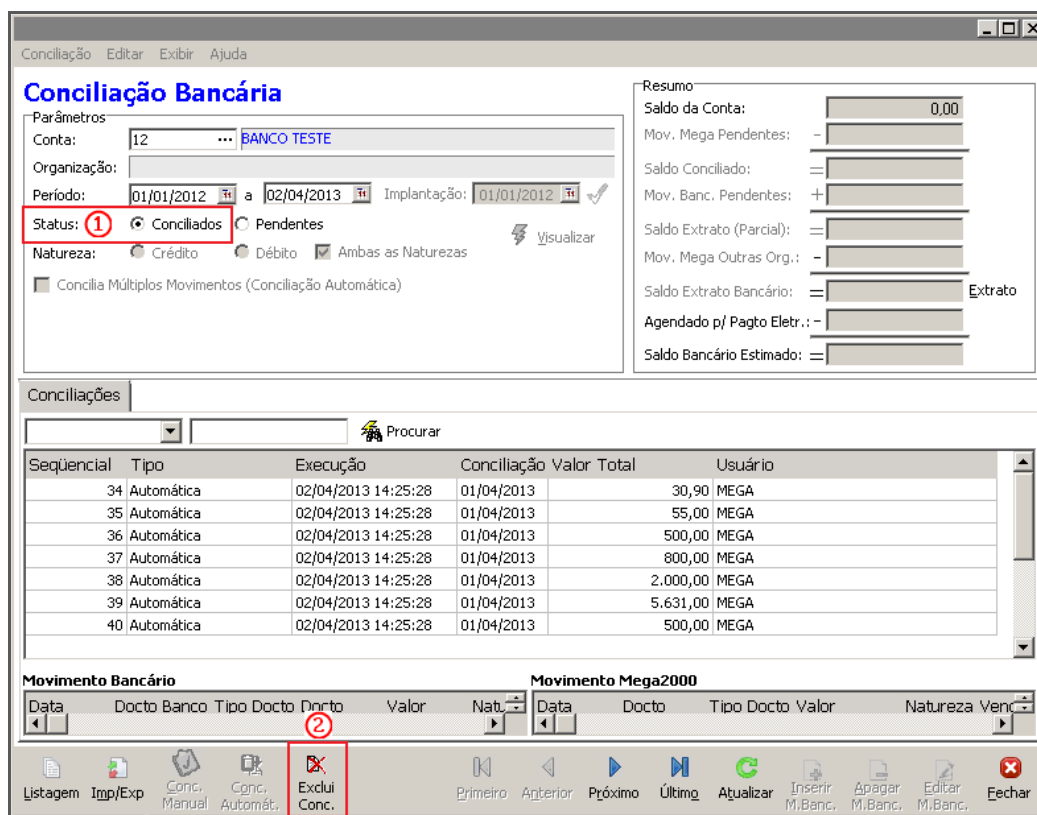 Conciliação Editar Exibir Ajuda
Conciliação Bancária
Parâmetros
Conta: 12 ... BANCO TESTE
Organização:
Período: 01/01/2012 a 02/04/2013 Implantação: 01/01/2012
Status: 1 Conciliados Pendentes
Visualizar
Natureza: Crédito Débito Ambas as Naturezas
Concilia Múltiplos Movimentos (Conciliação Automática)
Resumo
Saldo da Conta: 0,00
Mov. Mega Pendentes: -
Saldo Conciliado: =
Mov. Banc. Pendentes: +
Saldo Extrato (Parcial): =
Mov. Mega Outras Org.: -
Saldo Extrato Bancário: = Extrato
Agendado p/ Pagto Eletr.: -
Saldo Bancário Estimado: =
Conciliações
Procurar
Seqüencial Tipo Execução Conciliação Valor Total Usuário
34 Automática 02/04/2013 14:25:28 01/04/2013 30,90 MEGA
35 Automática 02/04/2013 14:25:28 01/04/2013 55,00 MEGA
36 Automática 02/04/2013 14:25:28 01/04/2013 500,00 MEGA
37 Automática 02/04/2013 14:25:28 01/04/2013 800,00 MEGA
38 Automática 02/04/2013 14:25:28 01/04/2013 2.000,00 MEGA
39 Automática 02/04/2013 14:25:28 01/04/2013 5.631,00 MEGA
40 Automática 02/04/2013 14:25:28 01/04/2013 500,00 MEGA
Movimento Bancário
Data Docto Banco Tipo Docto Docto Valor Natu
Movimento Mega2000
Data Docto Tipo Docto Valor Natureza Venc
2
Listagem Imp/Exp Conc. Manual Conc. Automát. Exclui Conc. Primeiro Anterior Próximo Último Atualizar Inserir M.Banc. Apagar M.Banc. Editar M.Banc. Fechar